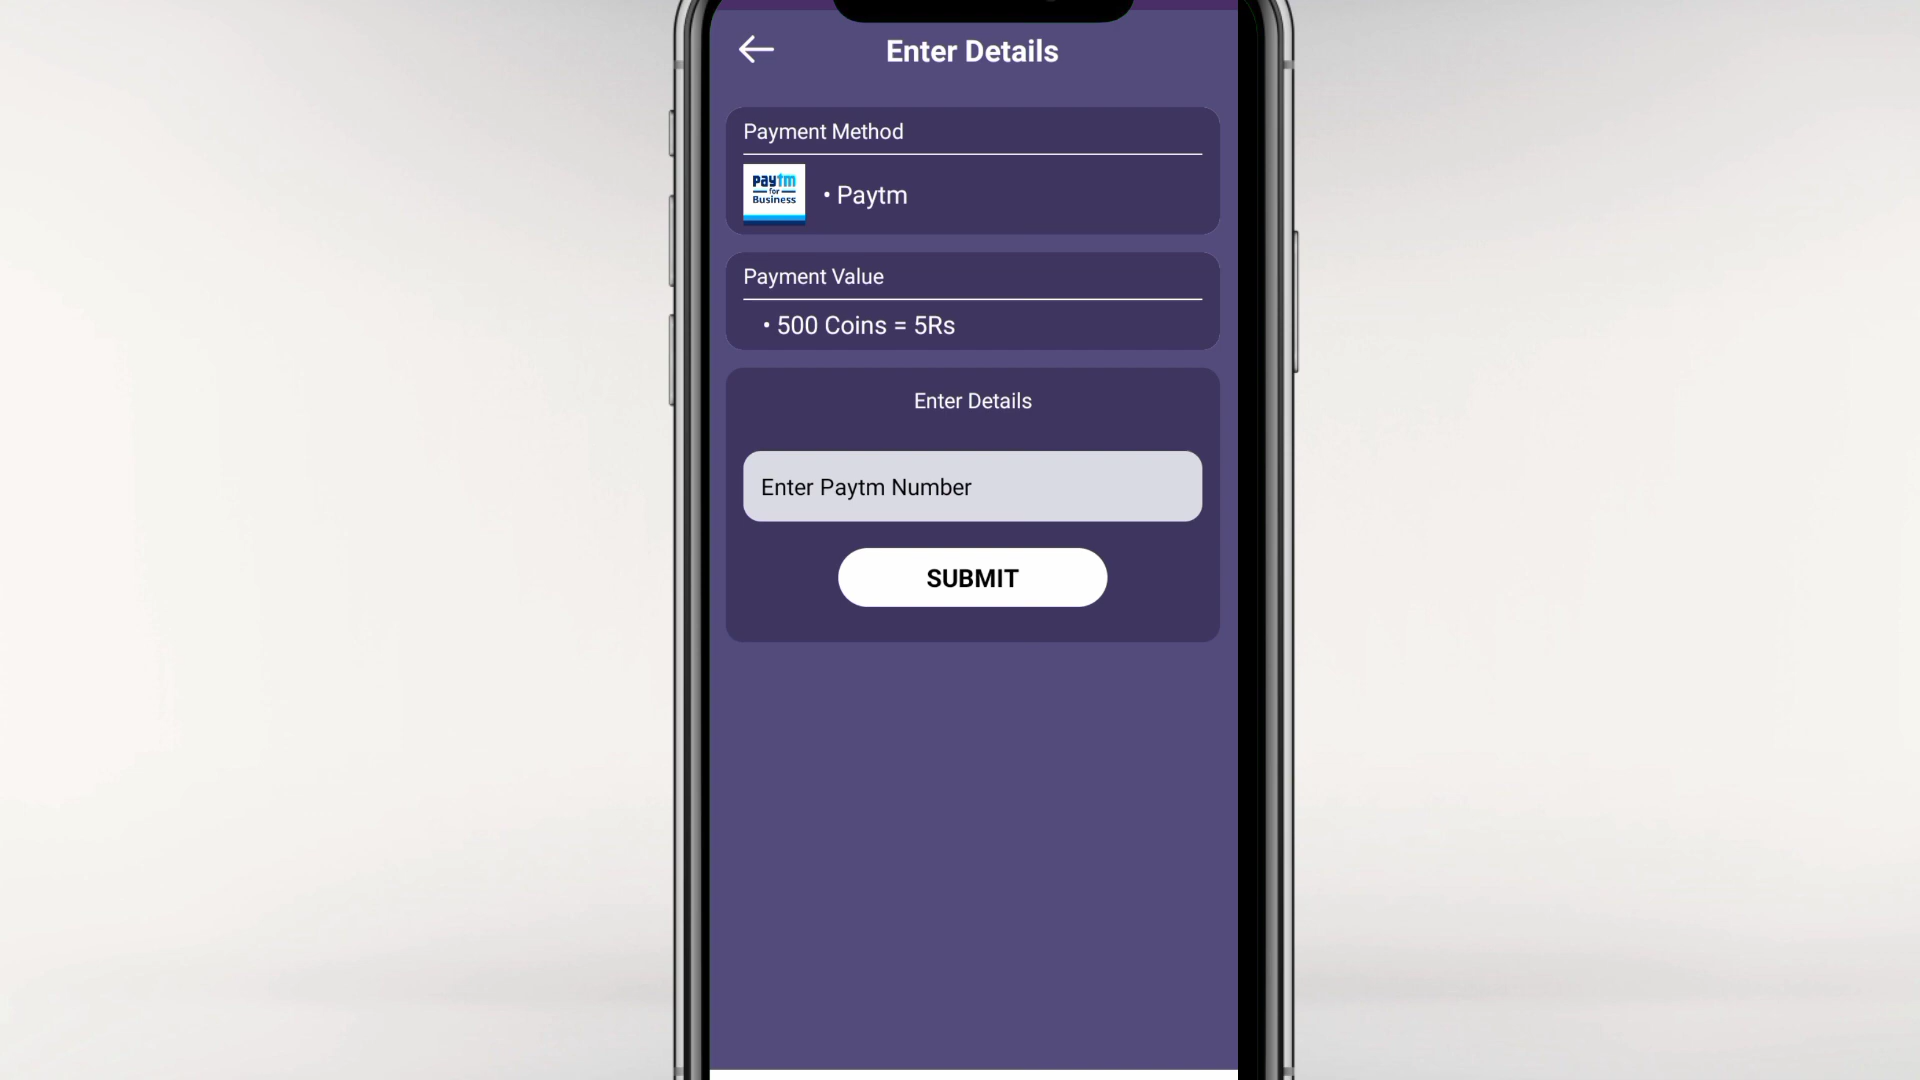 Enter Details
Payment Method
paytm
for
Business
• Paytm
Payment Value
• 500 Coins = 5Rs
Enter Details
Enter Paytm Number
SUBMIT